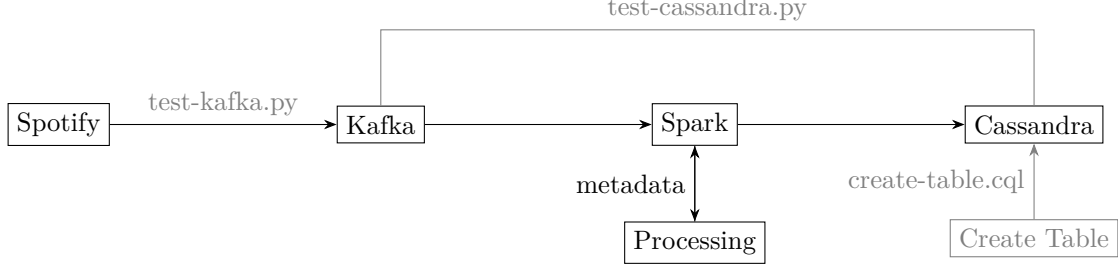 test-cassandra.py
test-kafka.py
Spotify
Kafka
Spark
Cassandra
metadata
create-table.cql
Processing
Create Table